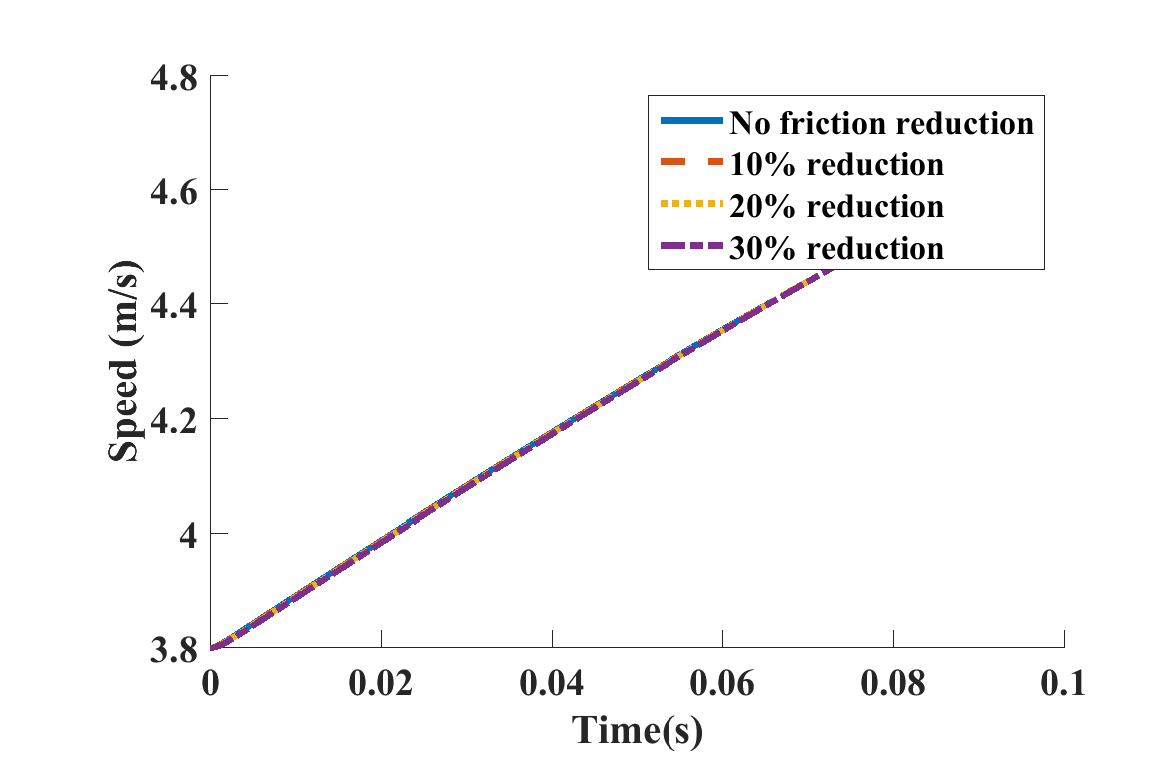 4.8
4.6
4.4
4.2
4
3.8
Speed (m/s)
No friction reduction
10% reduction
20% reduction
30% reduction
0 0.02 0.04 0.06 0.08 0.1
Time(s)